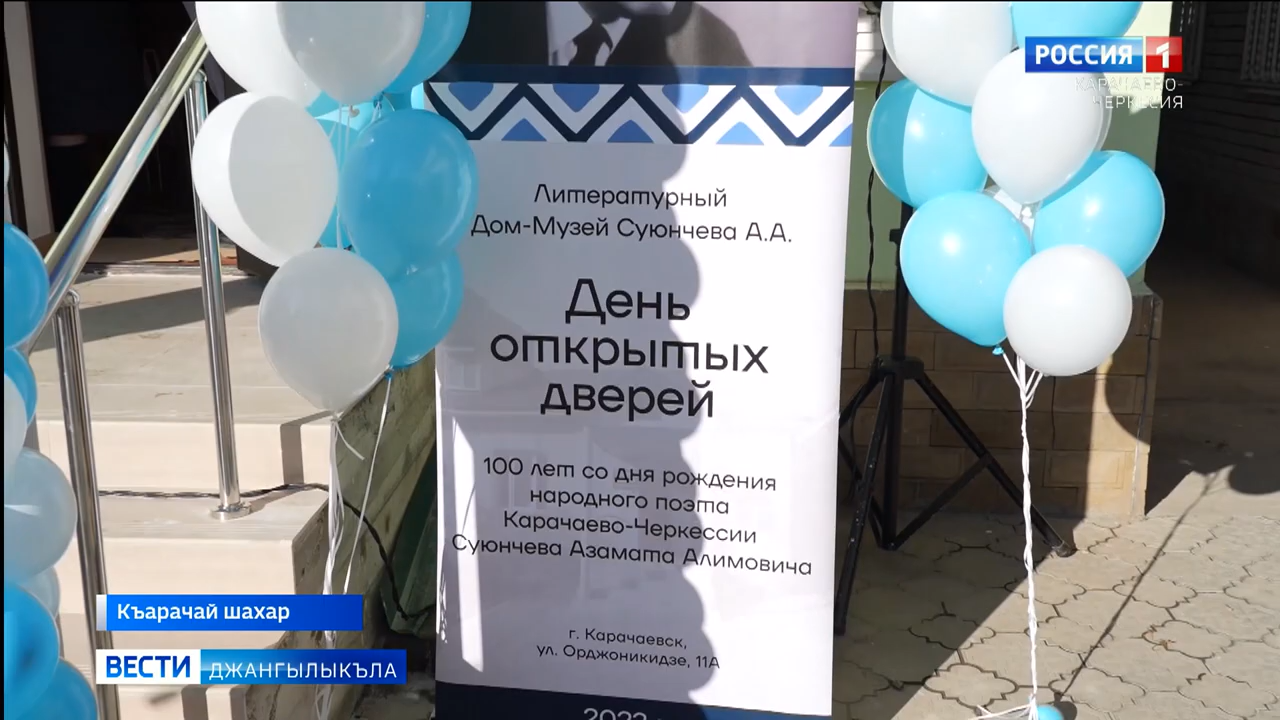 РОССИЯ 1
КАРАЧАЕВО-
ЧЕРКЕСИЯ
Литературный
Дом-Музей Суюнчева А.А.
День
открытых
дверей
100 лет со дня рождения
народного поэта
Карачаево-Черкессии
Суюнчева Азамата Алимовича
г. Карачаевск,
ул. Орджоникидзе, 11А
Къарачай шахар
ВЕСТИ ДЖАНГЫЛЫКЪЛА